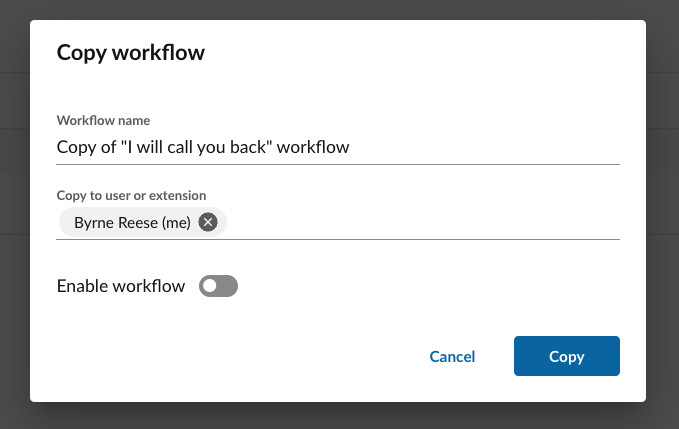 Copy workflow
Workflow name
Copy of "I will call you back" workflow
Copy to user or extension
Byrne Reese (me)
Enable workflow
Cancel Copy